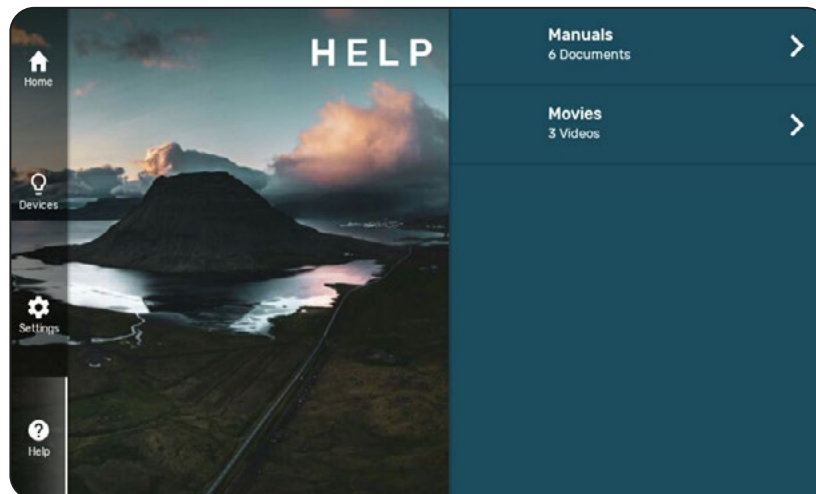 Home
Devices
Settings
Help
HELP
Manuals
6 Documents
Movies
3 Videos